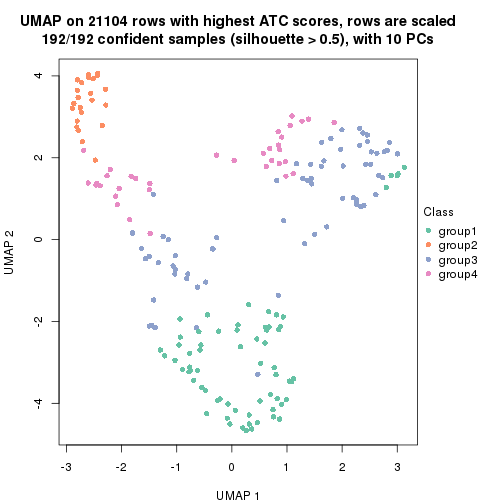 UMAP on 21104 rows with highest ATC scores, rows are scaled
192/192 confident samples (silhouette > 0.5), with 10 PCs
4
2
0
-2
-4
UMAP 2
-3
-2
-1
0
1
2
3
UMAP 1
Class
group1
group2
group3
group4